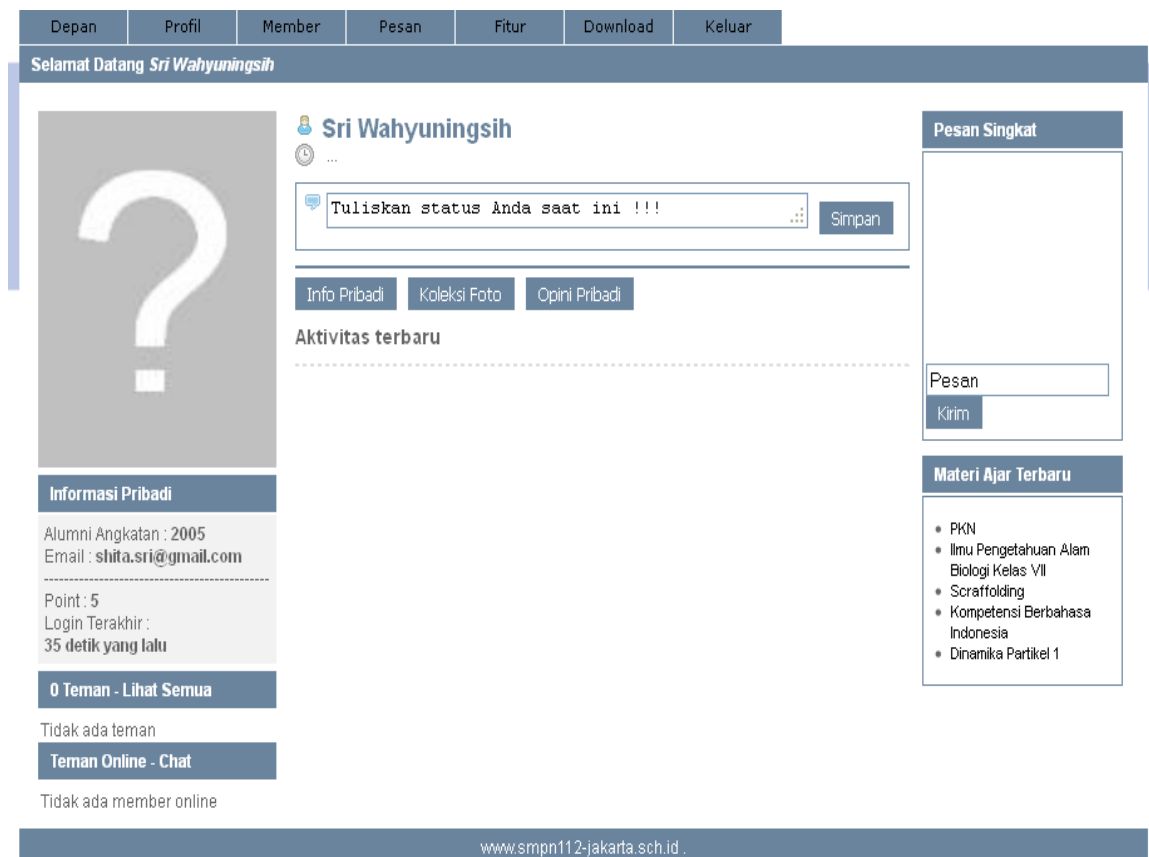 Depan Profil Member Pesan Fitur Download Keluar
Selamat Datang Sri Wahyuningsih
Sri Wahyuningsih
...
Tuliskan status Anda saat ini !!!
Simpan
Info Pribadi Koleksi Foto Opini Pribadi
Aktivitas terbaru
Informasi Pribadi
Alumni Angkatan : 2005
Email : shita.sri@gmail.com
Point : 5
Login Terakhir :
35 detik yang lalu
0 Teman - Lihat Semua
Tidak ada teman
Teman Online - Chat
Tidak ada member online
Pesan Singkat
Pesan
Kirim
Materi Ajar Terbaru
PKN
Ilmu Pengetahuan Alam
Biologi Kelas VII
Scraffolding
Kompetensi Berbahasa
Indonesia
Dinamika Partikel 1
www.smpn112-jakarta.sch.id .